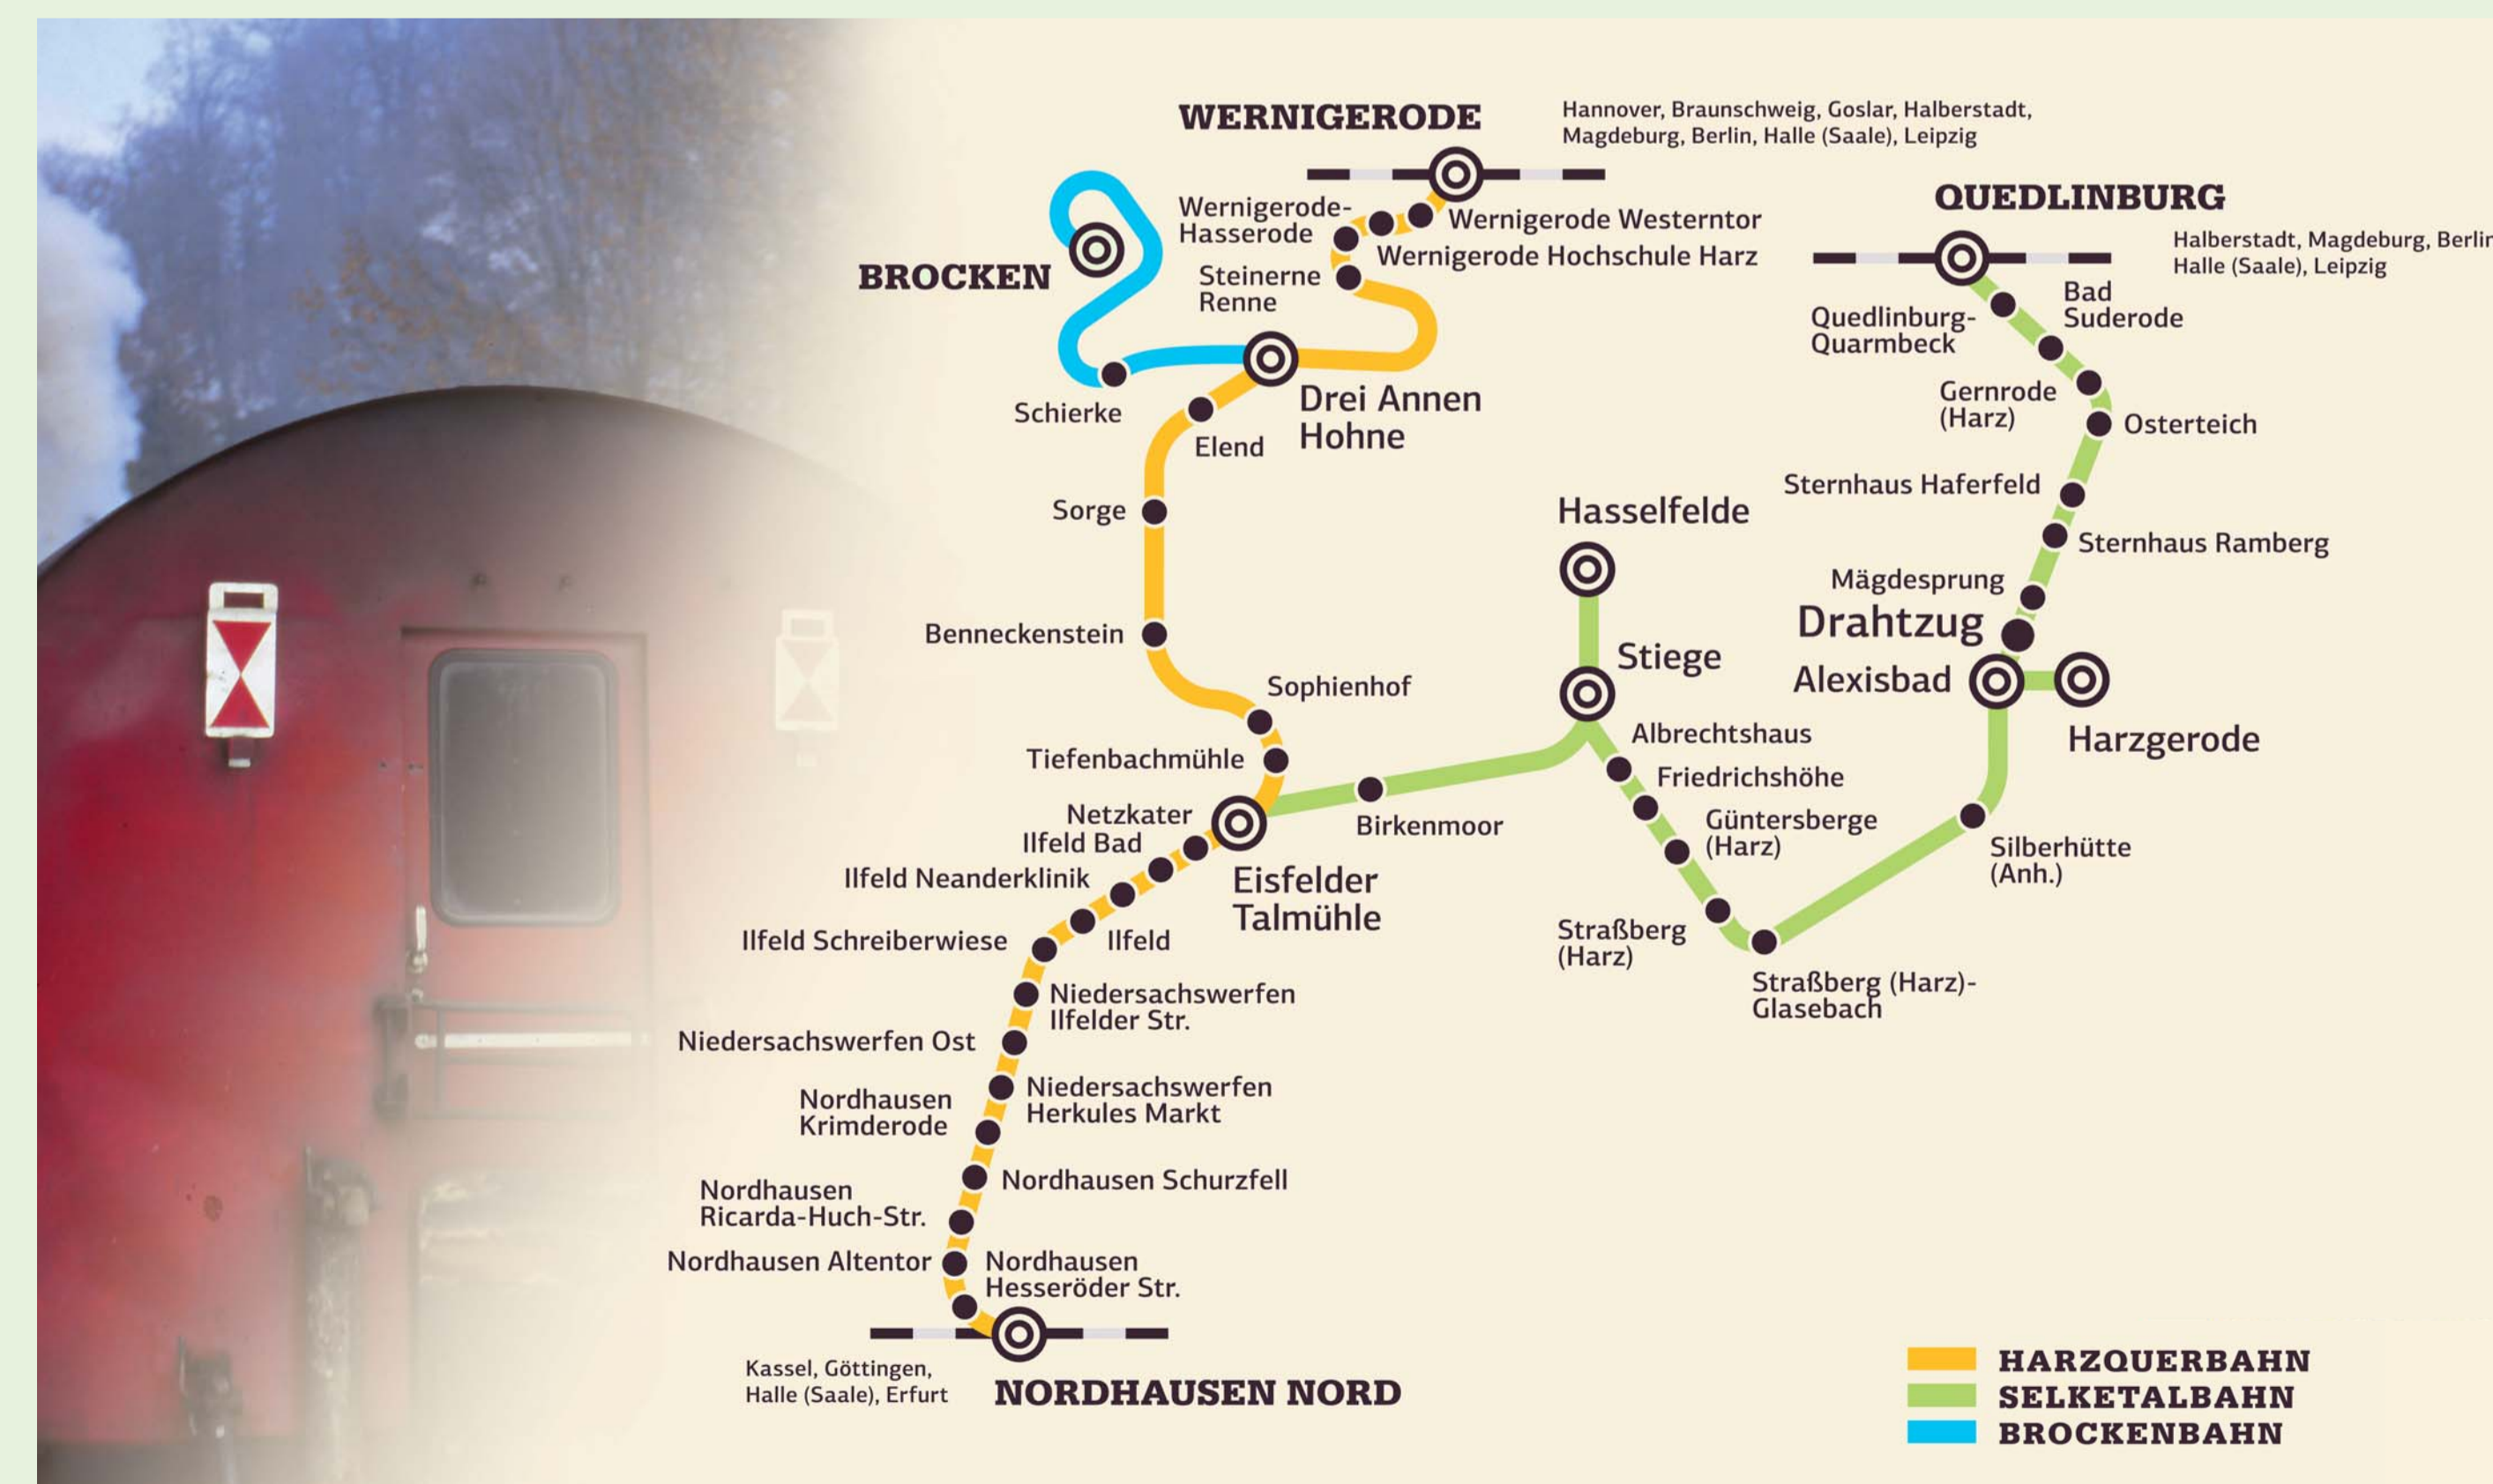 WERNIGERODE
Hannover, Braunschweig, Goslar, Halberstadt,
Magdeburg, Berlin, Halle (Saale), Leipzig
QUEDLINBURG
Halberstadt, Magdeburg, Berlin
Halle (Saale), Leipzig
Wernigerode-
Hasserode
Wernigerode Westerntor
Wernigerode Hochschule Harz
BROCKEN
Steinerne
Renne
Schierke
Drei Annen
Hohne
Elend
Sorge
Benneckenstein
Sophienhof
Tiefenbachmühle
Netzkater
Ilfeld Bad
Ilfeld Neanderklinik
Eisfelder
Talmühle
Ilfeld Schreiberwiese
Ilfeld
Niedersachswerfen
Ilfelder Str.
Niedersachswerfen Ost
Niedersachswerfen
Herkules Markt
Nordhausen
Krimderode
Nordhausen Schurzfell
Nordhausen
Ricarda-Huch-Str.
Nordhausen Altentor
Nordhausen
Hesseröder Str.
Kassel, Göttingen,
Halle (Saale), Erfurt
NORDHAUSEN NORD
Birkenmoor
Hasselfelde
Stiege
Albrechtshaus
Friedrichshöhe
Güntersberge
(Harz)
Straßberg
(Harz)
Straßberg (Harz)-
Glasebach
Silberhütte
(Anh.)
Quedlinburg-
Quarmbeck
Bad
Suderode
Gernrode
(Harz)
Osterteich
Sternhaus Haferfeld
Sternhaus Ramberg
Mägdesprung
Drahtzug
Alexisbad
Harzgerode
HARZQUERBAHN
SELKETALBAHN
BROCKENBAHN